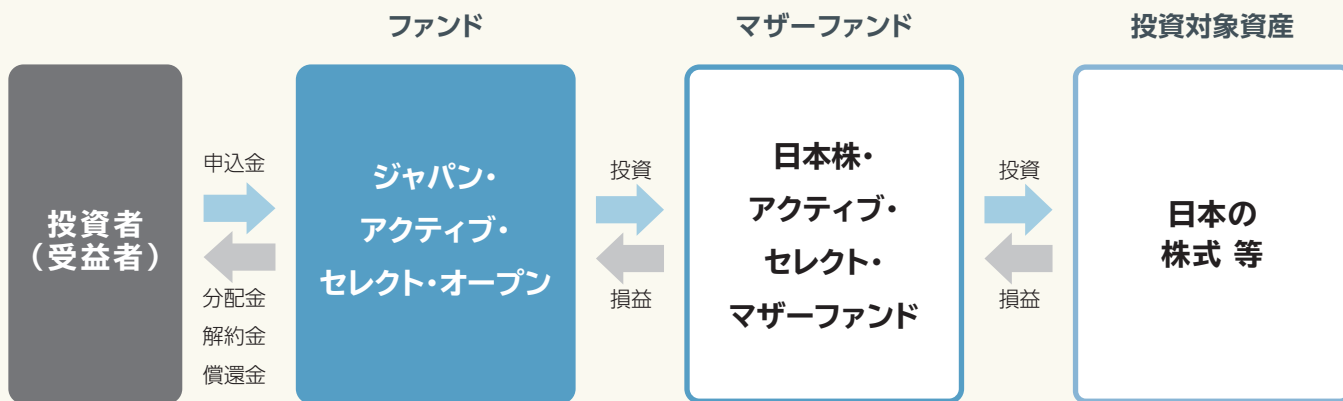 ファンド
マザーファンド
投資対象資産
投資者
（受益者）
申込金
分配金
解約金
償還金
ジャパン・
アクティブ・
セレクト・オープン
投資
損益
日本株・
アクティブ・
セレクト・
マザーファンド
投資
損益
日本の
株式 等